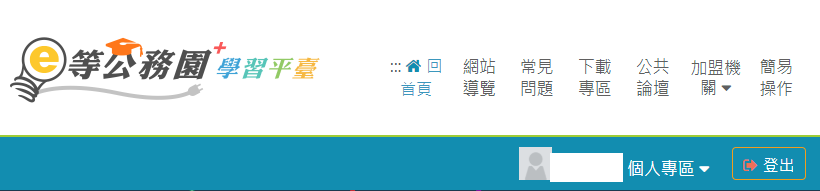 e等公務園+學習平臺
::: 回首頁
網站導覽
常見問題
下載專區
公共論壇
加盟機關
簡易操作
個人專區
登出